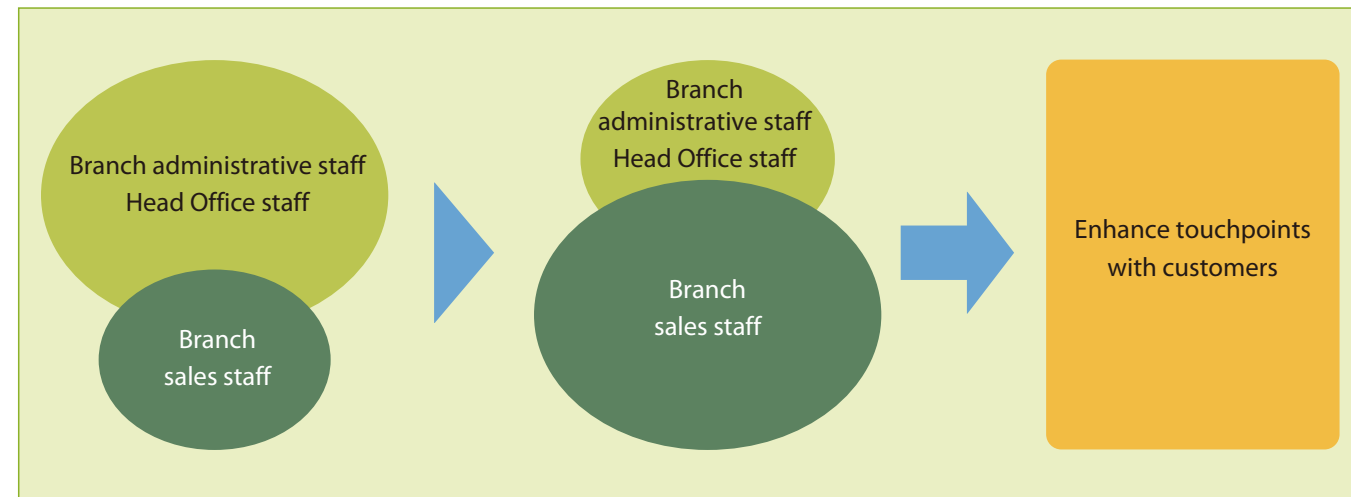 Branch administrative staff
Head Office staff
Branch
sales staff
Branch
administrative staff
Head Office staff
Branch
sales staff
Enhance touchpoints
with customers